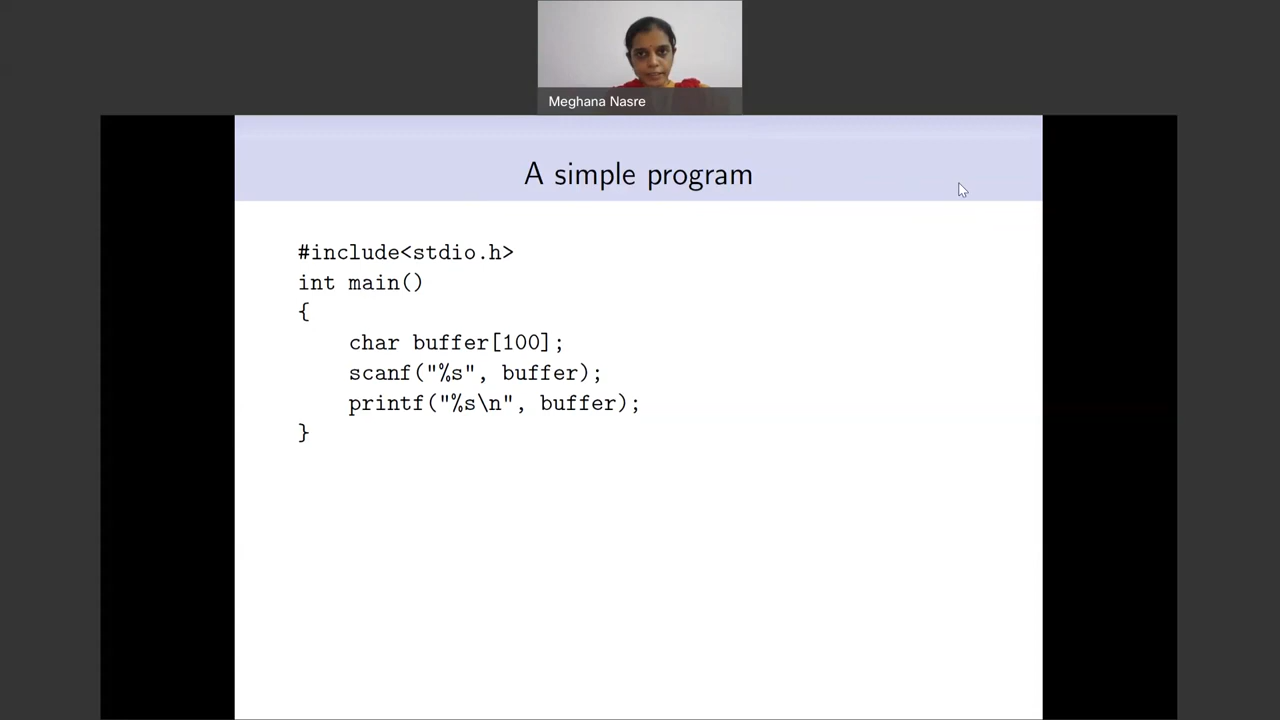 Meghana Nasre
A simple program
#include<stdio.h>
int main()
{
    char buffer[100];
    scanf("%s", buffer);
    printf("%s\n", buffer);
}